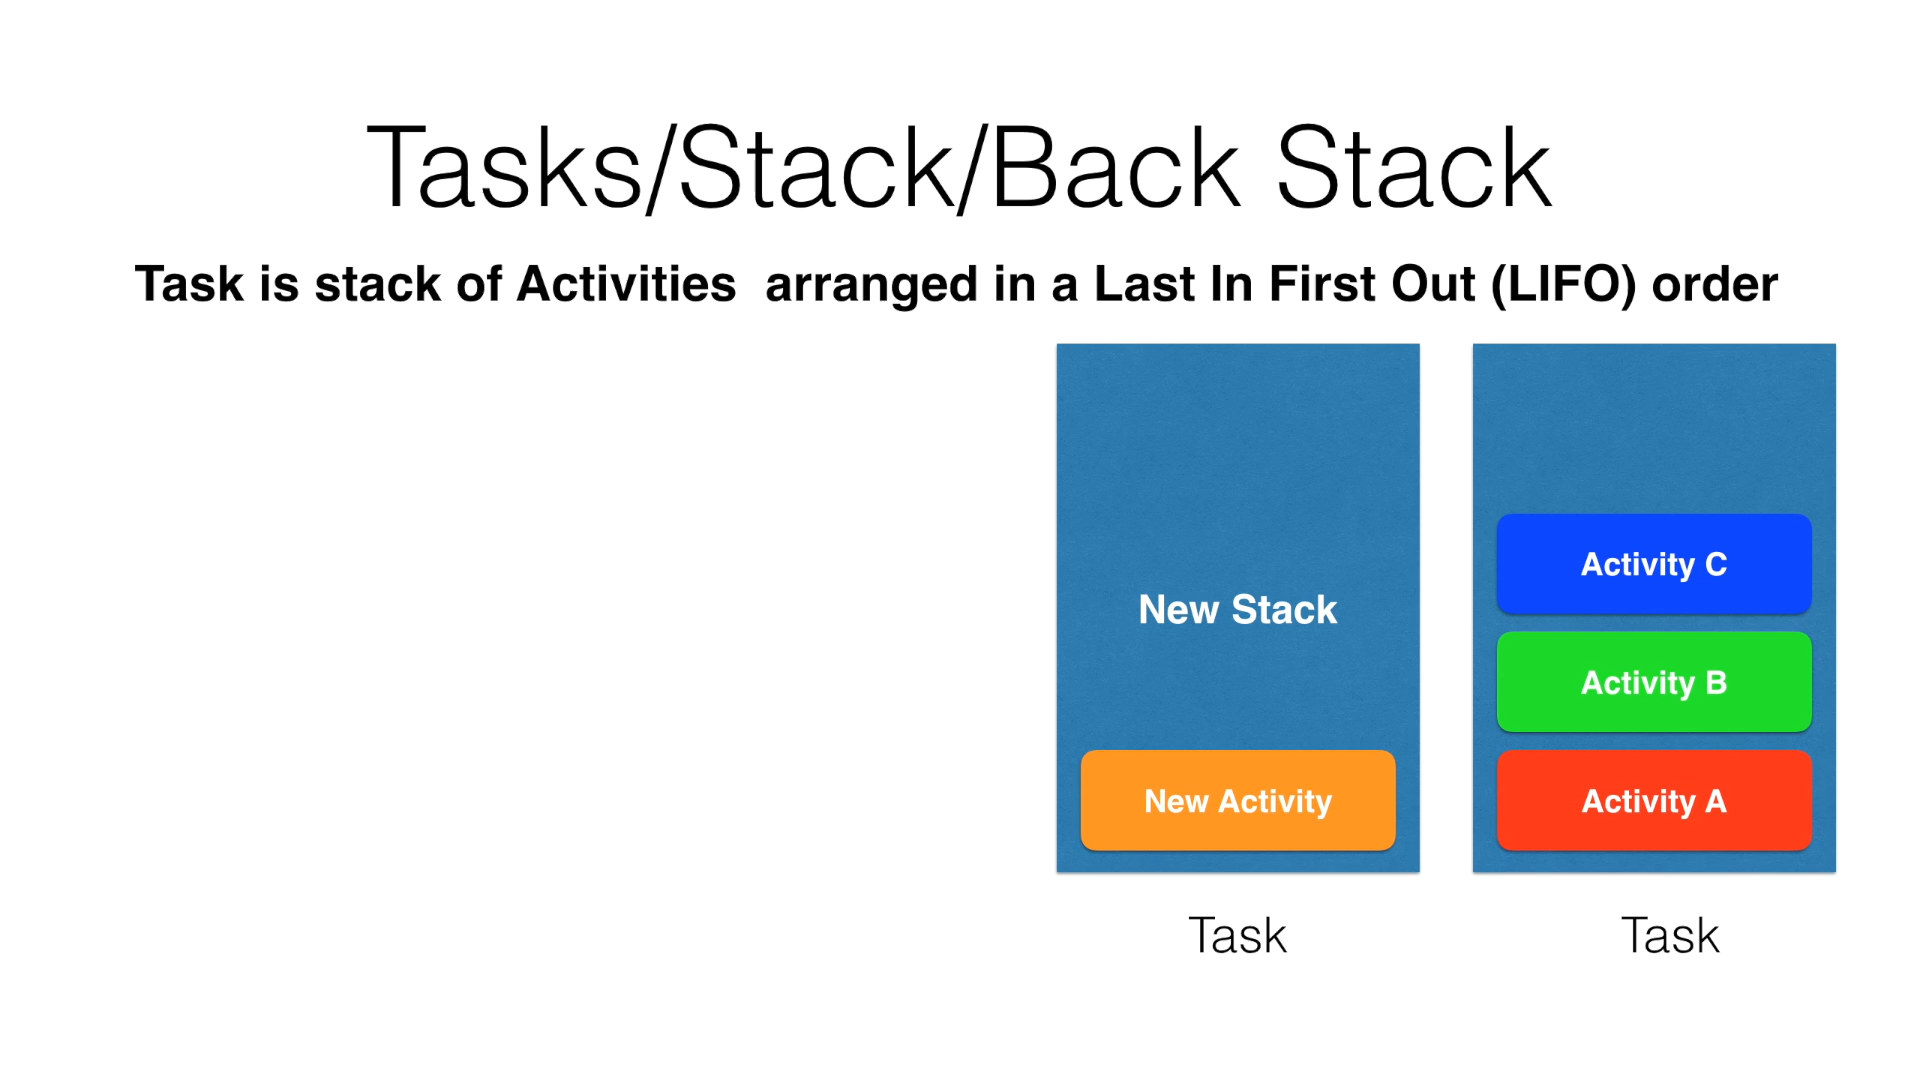 Tasks/Stack/Back Stack
Task is stack of Activities  arranged in a Last In First Out (LIFO) order
New Stack
New Activity
Task
Activity C
Activity B
Activity A
Task